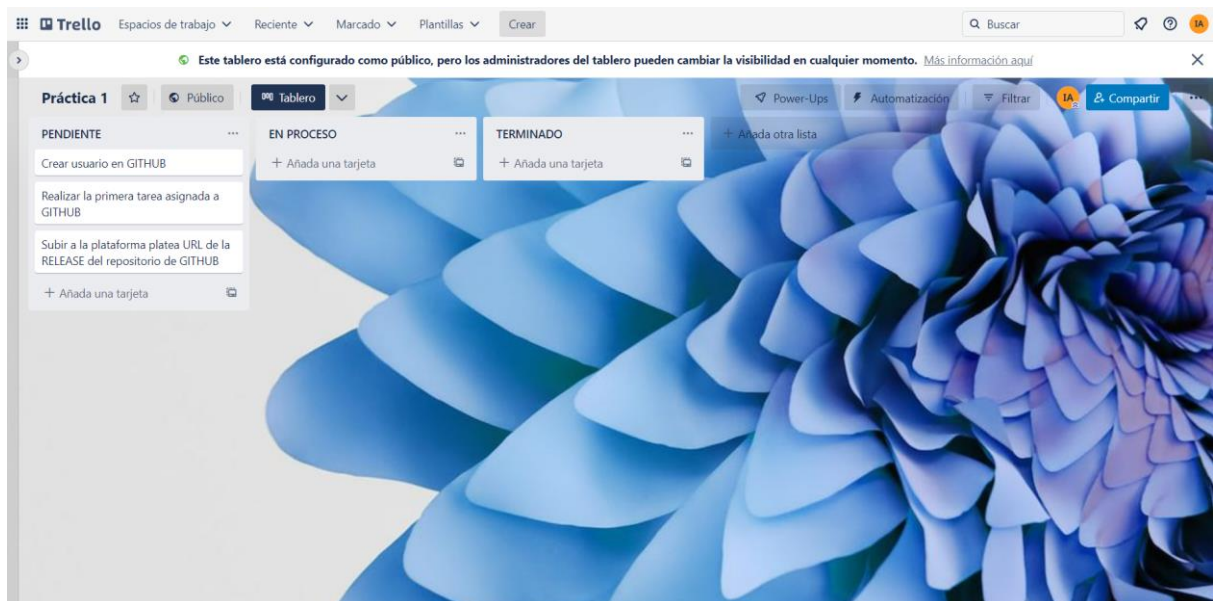 Trello
Espacios de trabajo
Reciente
Marcado
Plantillas
Crear
Buscar
IA
Este tablero está configurado como público, pero los administradores del tablero pueden cambiar la visibilidad en cualquier momento. Más información aquí
Práctica 1
Público
Tablero
Power-Ups
Automatización
Filtrar
IA
Compartir
PENDIENTE
Crear usuario en GITHUB
Realizar la primera tarea asignada a
GITHUB
Subir a la plataforma platea URL de la
RELEASE del repositorio de GITHUB
+ Añada una tarjeta
EN PROCESO
+ Añada una tarjeta
TERMINADO
+ Añada una tarjeta
+ Añada otra lista